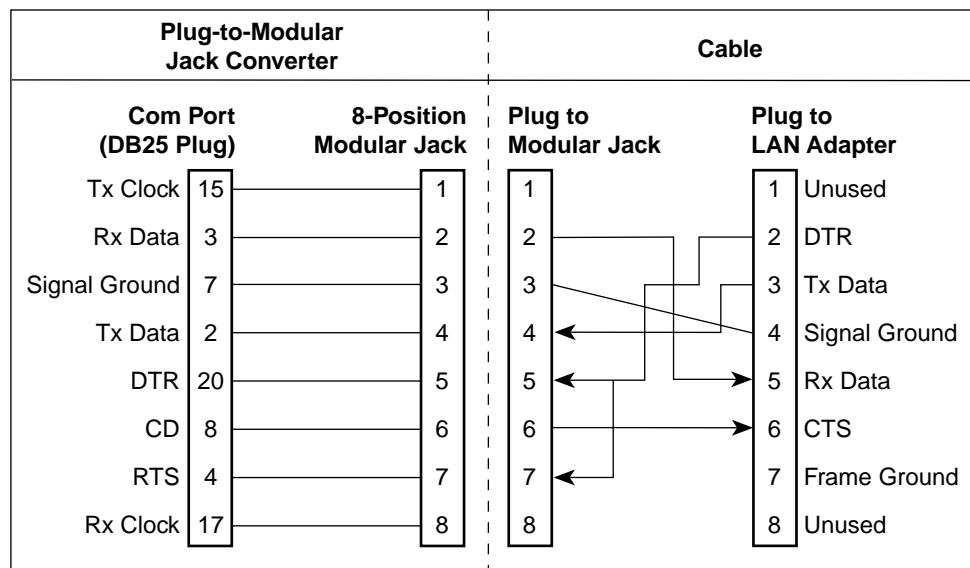 Plug-to-Modular
Jack Converter
Cable
Com Port
(DB25 Plug)
8-Position
Modular Jack
Plug to
Modular Jack
Plug to
LAN Adapter
Tx Clock 15 1 1 1 Unused
Rx Data 3 2 2 2 DTR
Signal Ground 7 3 3 3 Tx Data
Tx Data 2 4 4 4 Signal Ground
DTR 20 5 5 5 Rx Data
CD 8 6 6 6 CTS
RTS 4 7 7 7 Frame Ground
Rx Clock 17 8 8 8 Unused